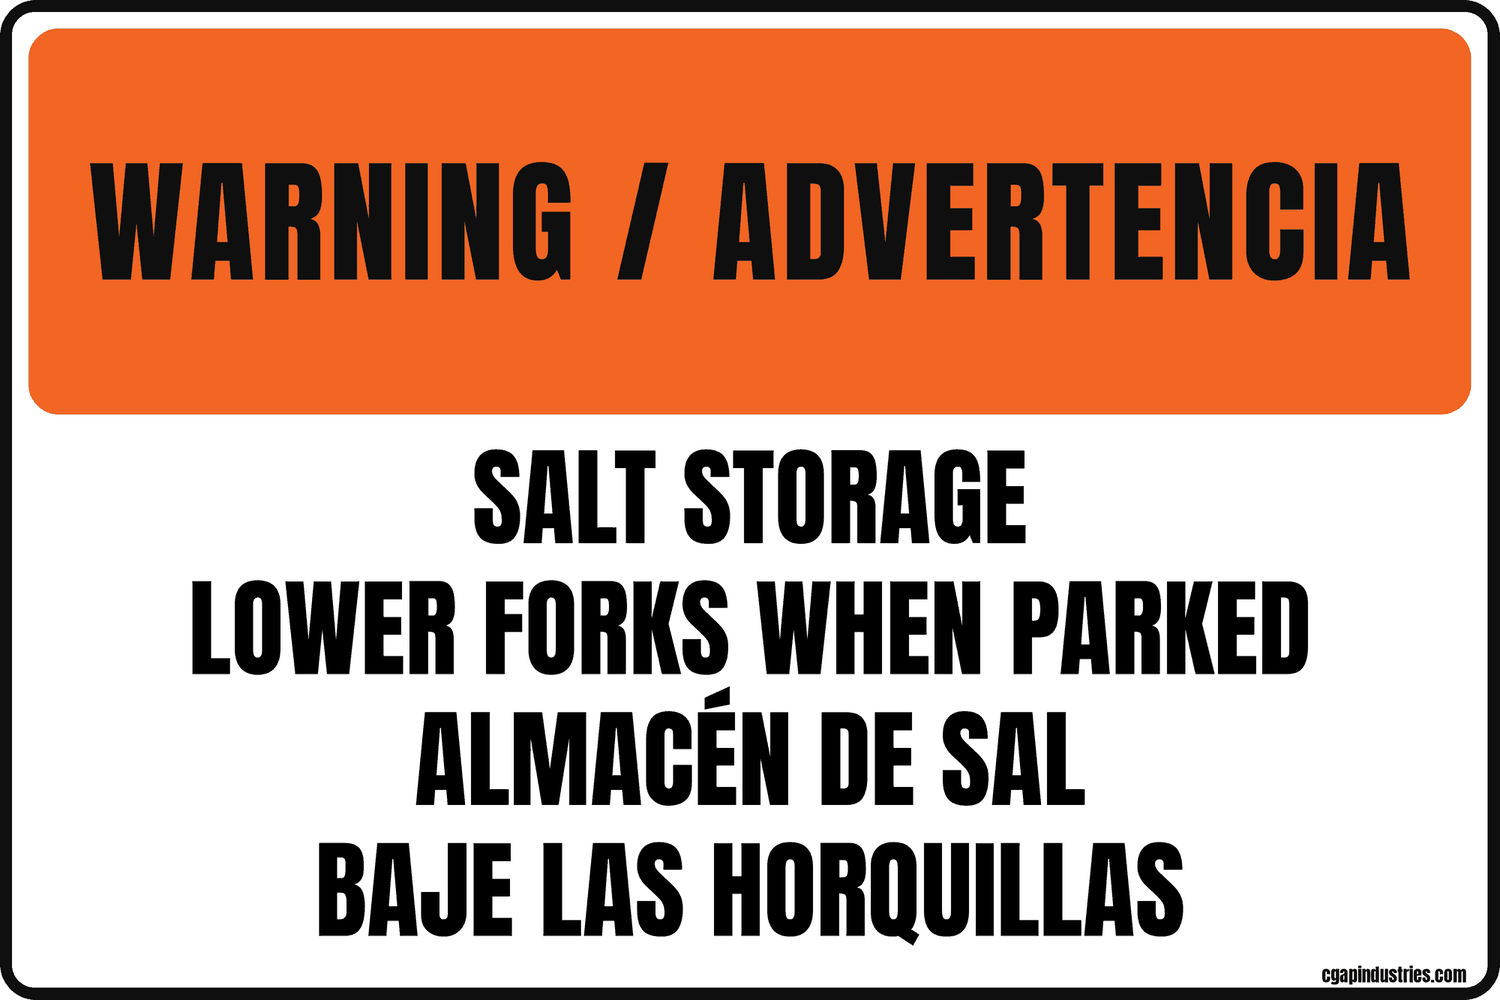 WARNING / ADVERTENCIA
SALT STORAGE
LOWER FORKS WHEN PARKED
ALMACÉN DE SAL
BAJE LAS HORQUILLAS
cgapindustries.com